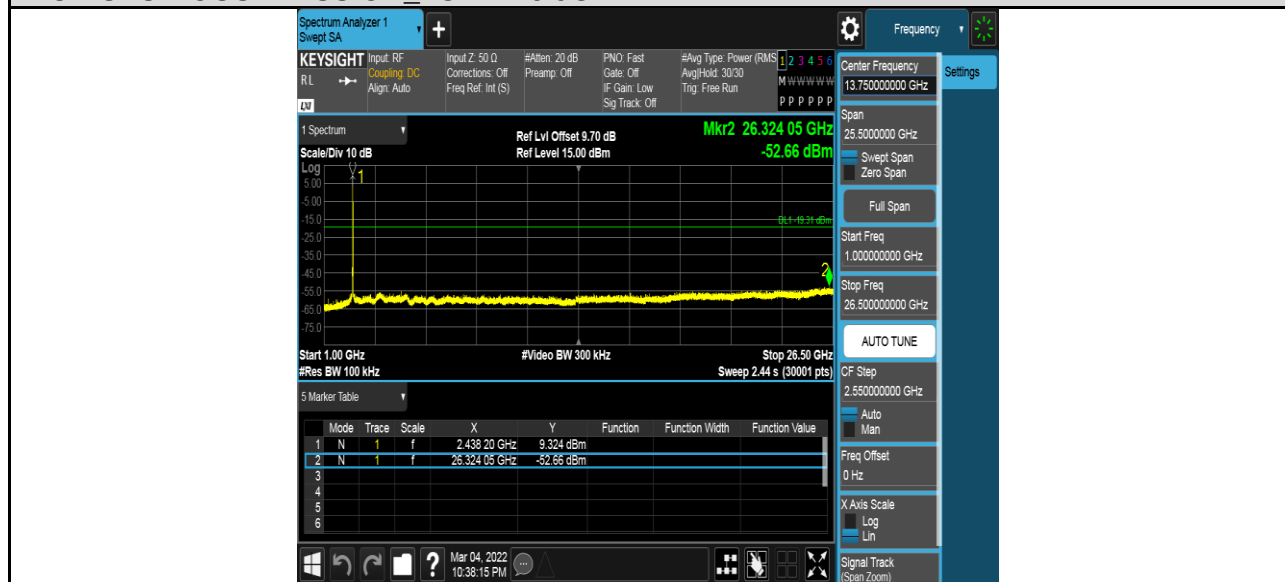 Spectrum Analyzer 1
Swept SA
+
Frequency
KEYSIGHT
RL
LXI
Input: RF
Coupling: DC
Align: Auto
Input Z: 50 Ω
Corrections: Off
Freq Ref: Int (S)
#Atten: 20 dB
Preamp: Off
PNO: Fast
Gate: Off
IF Gain: Low
Sig Track: Off
#Avg Type: Power (RMS
Avg|Hold: 30/30
Trig: Free Run
1 2 3 4 5 6
M W W W W W
P P P P P P
1 Spectrum
Scale/Div 10 dB
Ref Lvl Offset 9.70 dB
Ref Level 15.00 dBm
Mkr2 26.324 05 GHz
-52.66 dBm
Log
1
5.00
-5.00
-15.0
DL1 -19.31 dBm
-25.0
-35.0
-45.0
2
-55.0
-65.0
-75.0
Start 1.00 GHz
#Video BW 300 kHz
Stop 26.50 GHz
#Res BW 100 kHz
Sweep 2.44 s (30001 pts)
5 Marker Table
Mode Trace Scale X Y Function Function Width Function Value
1 N 1 f 2.438 20 GHz 9.324 dBm
2 N 1 f 26.324 05 GHz -52.66 dBm
3
4
5
6
?
Mar 04, 2022
10:38:15 PM
Center Frequency
13.750000000 GHz
Settings
Span
25.5000000 GHz
Swept Span
Zero Span
Full Span
Start Freq
1.000000000 GHz
Stop Freq
26.500000000 GHz
AUTO TUNE
CF Step
2.550000000 GHz
Auto
Man
Freq Offset
0 Hz
X Axis Scale
Log
Lin
Signal Track
(Span Zoom)